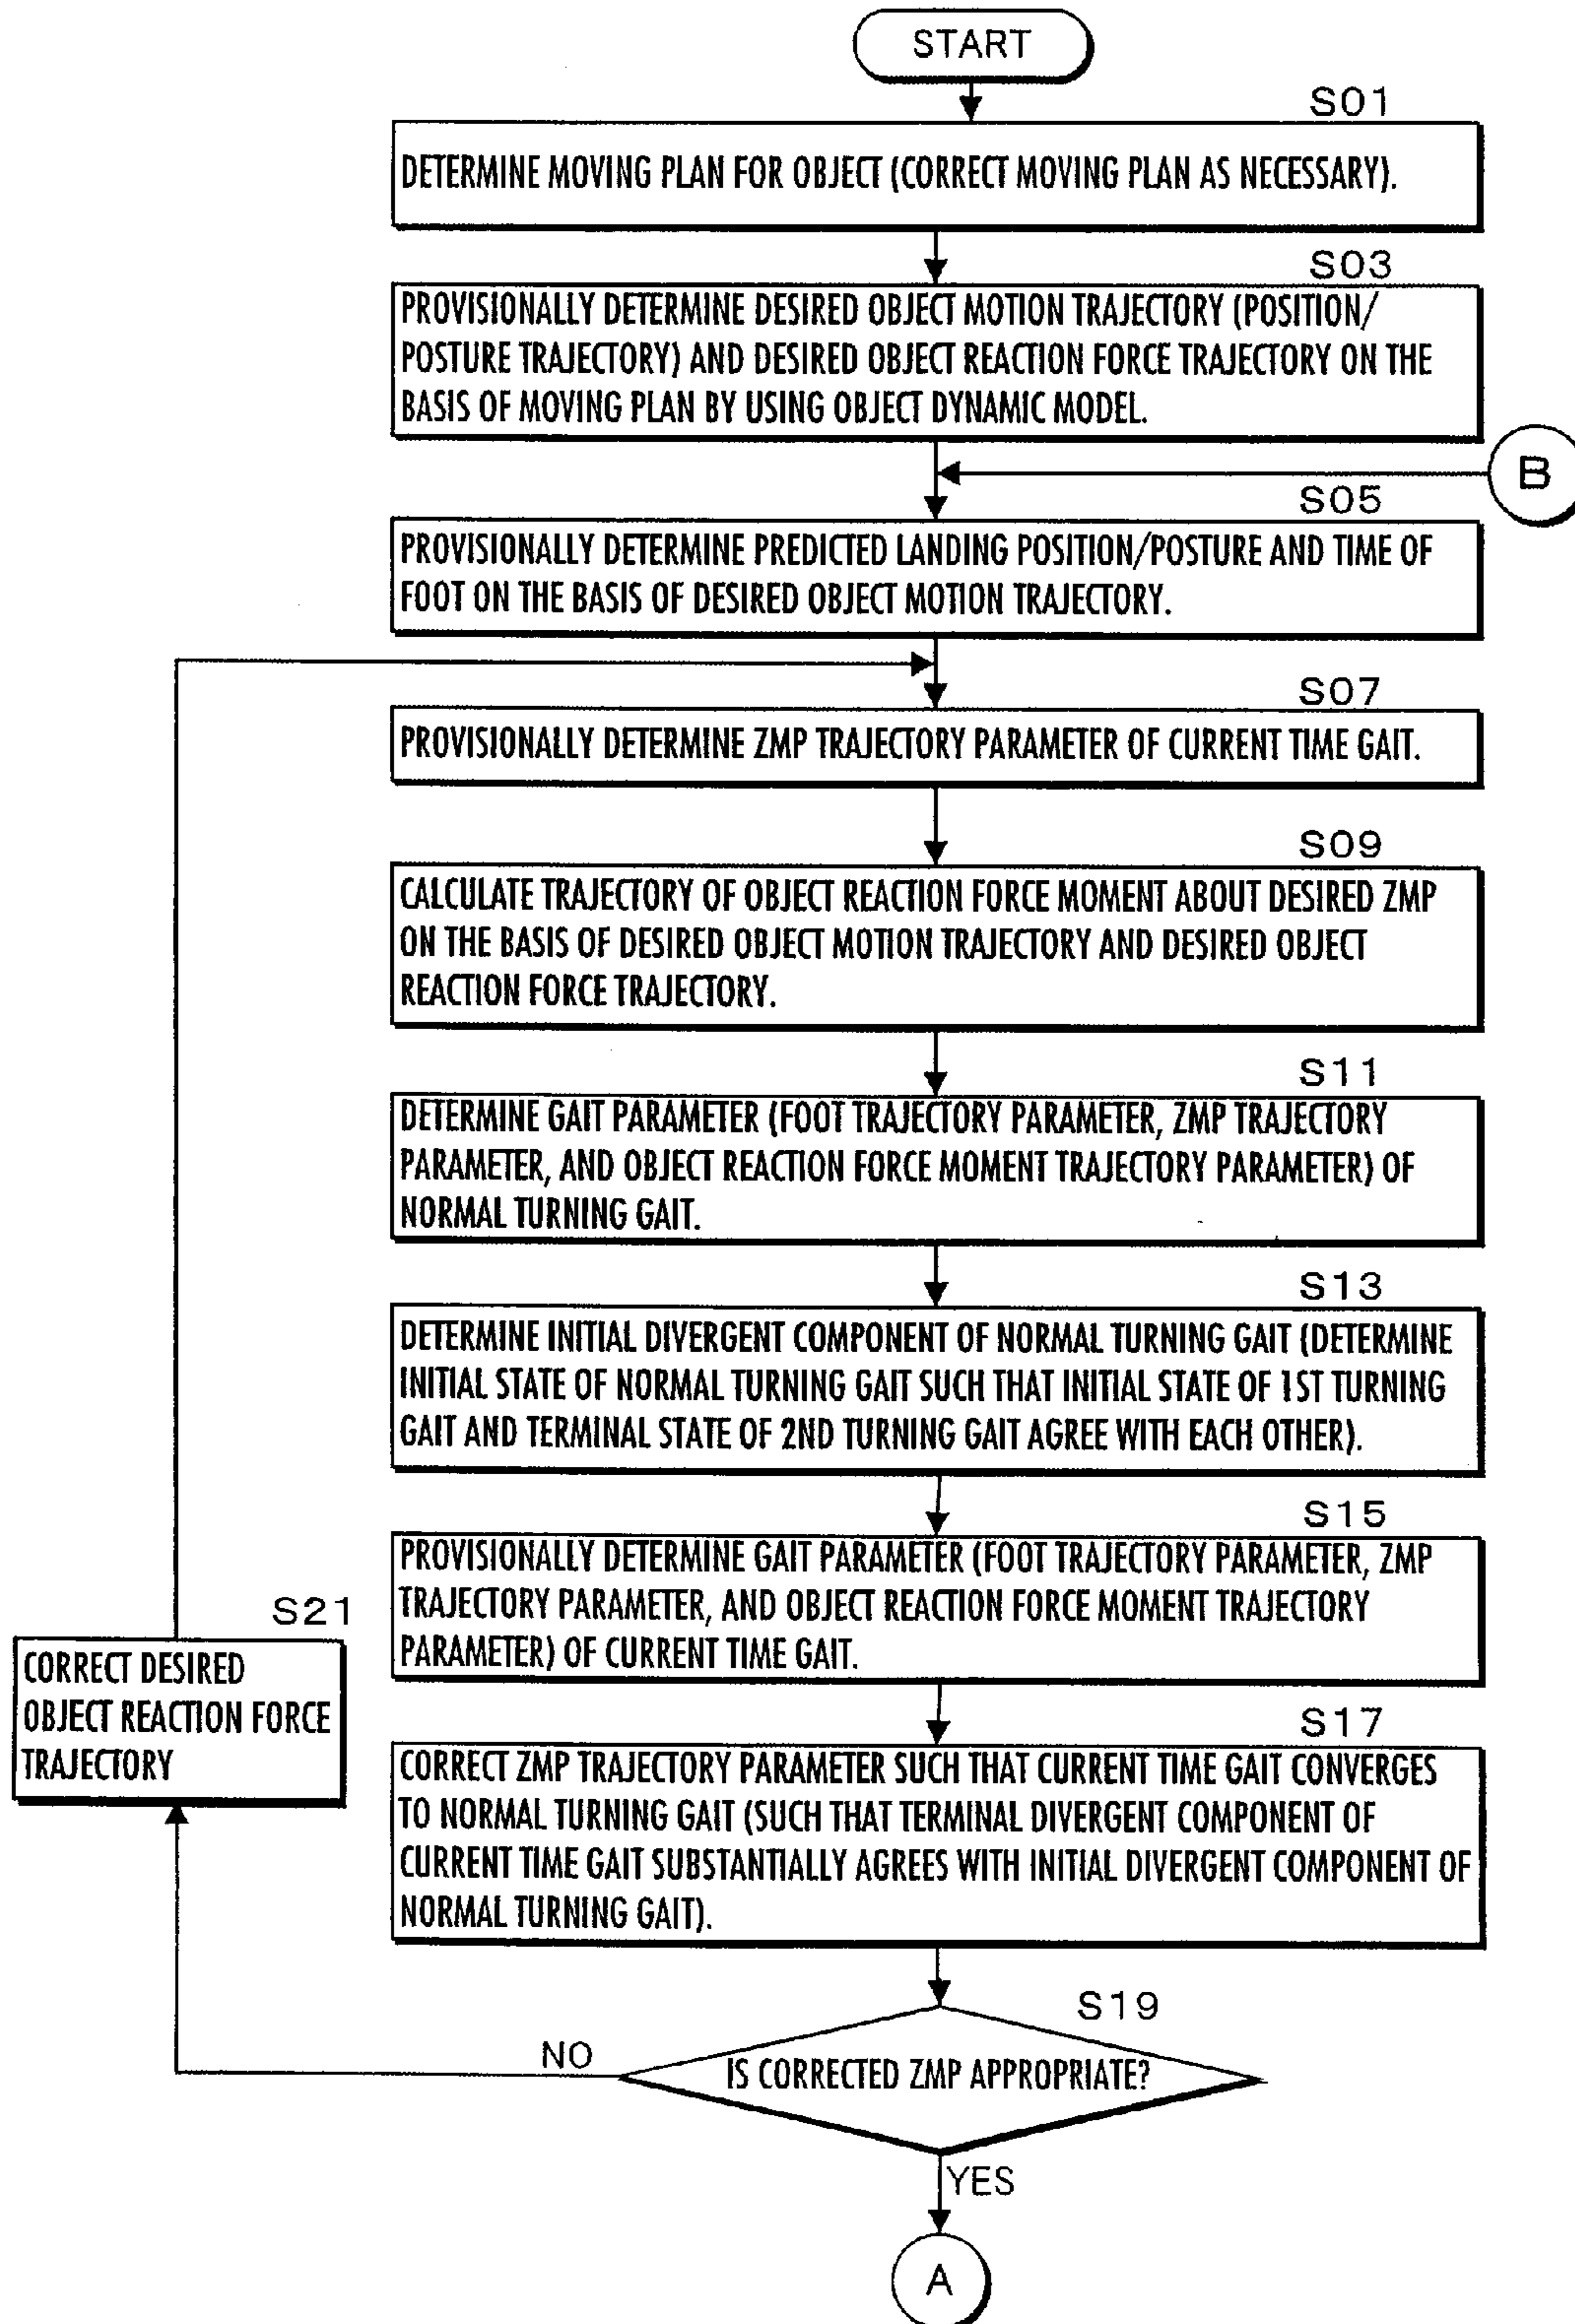 START
S01
DETERMINE MOVING PLAN FOR OBJECT (CORRECT MOVING PLAN AS NECESSARY).
S03
PROVISIONALLY DETERMINE DESIRED OBJECT MOTION TRAJECTORY (POSITION/
POSTURE TRAJECTORY) AND DESIRED OBJECT REACTION FORCE TRAJECTORY ON THE
BASIS OF MOVING PLAN BY USING OBJECT DYNAMIC MODEL.
B
S05
PROVISIONALLY DETERMINE PREDICTED LANDING POSITION/POSTURE AND TIME OF
FOOT ON THE BASIS OF DESIRED OBJECT MOTION TRAJECTORY.
S07
PROVISIONALLY DETERMINE ZMP TRAJECTORY PARAMETER OF CURRENT TIME GAIT.
S09
CALCULATE TRAJECTORY OF OBJECT REACTION FORCE MOMENT ABOUT DESIRED ZMP
ON THE BASIS OF DESIRED OBJECT MOTION TRAJECTORY AND DESIRED OBJECT
REACTION FORCE TRAJECTORY.
S11
DETERMINE GAIT PARAMETER (FOOT TRAJECTORY PARAMETER, ZMP TRAJECTORY
PARAMETER, AND OBJECT REACTION FORCE MOMENT TRAJECTORY PARAMETER) OF
NORMAL TURNING GAIT.
S13
DETERMINE INITIAL DIVERGENT COMPONENT OF NORMAL TURNING GAIT (DETERMINE
INITIAL STATE OF NORMAL TURNING GAIT SUCH THAT INITIAL STATE OF 1ST TURNING
GAIT AND TERMINAL STATE OF 2ND TURNING GAIT AGREE WITH EACH OTHER).
S15
PROVISIONALLY DETERMINE GAIT PARAMETER (FOOT TRAJECTORY PARAMETER, ZMP
TRAJECTORY PARAMETER, AND OBJECT REACTION FORCE MOMENT TRAJECTORY
PARAMETER) OF CURRENT TIME GAIT.
S21
CORRECT DESIRED
OBJECT REACTION FORCE
TRAJECTORY
S17
CORRECT ZMP TRAJECTORY PARAMETER SUCH THAT CURRENT TIME GAIT CONVERGES
TO NORMAL TURNING GAIT (SUCH THAT TERMINAL DIVERGENT COMPONENT OF
CURRENT TIME GAIT SUBSTANTIALLY AGREES WITH INITIAL DIVERGENT COMPONENT OF
NORMAL TURNING GAIT).
S19
NO
IS CORRECTED ZMP APPROPRIATE?
YES
A